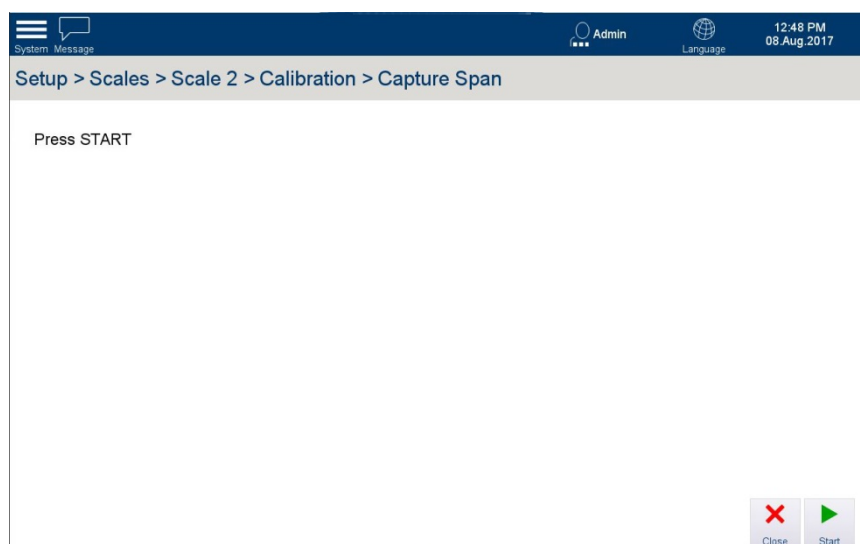 System Message
Admin
Language
12:48 PM
08.Aug.2017
Setup > Scales > Scale 2 > Calibration > Capture Span
Press START
Close Start